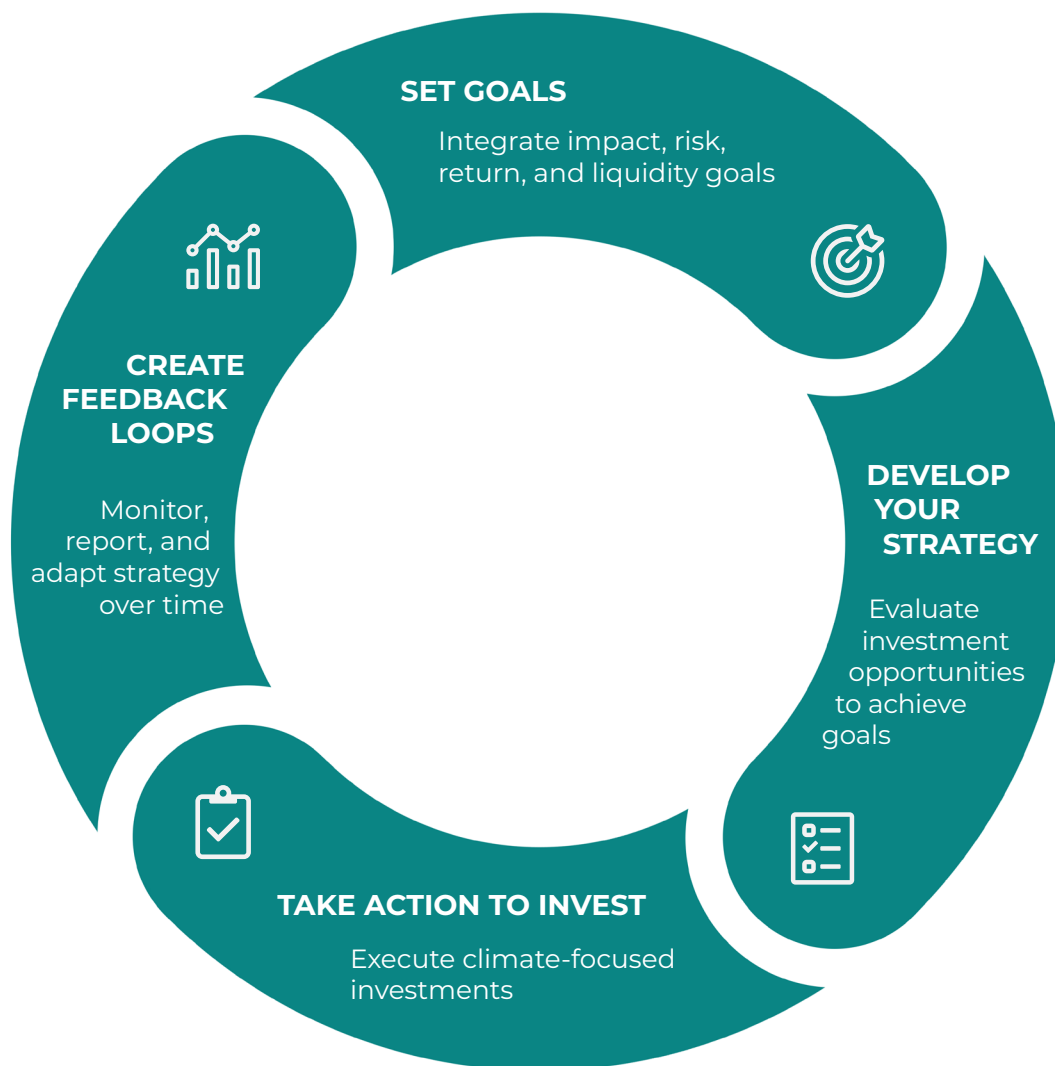 SET GOALS
Integrate impact, risk,
return, and liquidity goals
DEVELOP
YOUR
STRATEGY
Evaluate
investment
opportunities
to achieve
goals
TAKE ACTION TO INVEST
Execute climate-focused
investments
CREATE
FEEDBACK
LOOPS
Monitor,
report, and
adapt strategy
over time